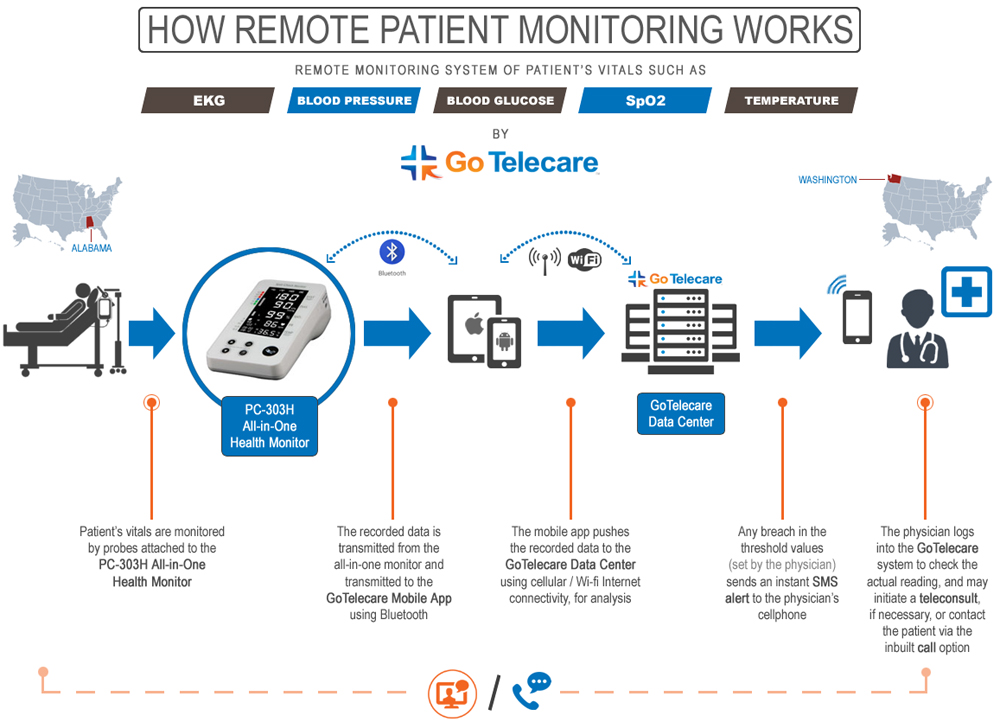 HOW REMOTE PATIENT MONITORING WORKS
REMOTE MONITORING SYSTEM OF PATIENT'S VITALS SUCH AS
EKG
BLOOD PRESSURE
BLOOD GLUCOSE
SpO2
TEMPERATURE
BY
Go Telecare
ALABAMA
WASHINGTON
Bluetooth
WiFi
Go Telecare
180
90
99
86
36.5
PC-303H
All-in-One
Health Monitor
GoTelecare
Data Center
Patient's vitals are monitored
by probes attached to the
PC-303H All-in-One
Health Monitor
The recorded data is
transmitted from the
all-in-one monitor and
transmitted to the
GoTelecare Mobile App
using Bluetooth
The mobile app pushes
the recorded data to the
GoTelecare Data Center
using cellular / Wi-fi Internet
connectivity, for analysis
Any breach in the
threshold values
(set by the physician)
sends an instant SMS
alert to the physician's
cellphone
The physician logs
into the GoTelecare
system to check the
actual reading, and may
initiate a teleconsult,
if necessary, or contact
the patient via the
inbuilt call option
/